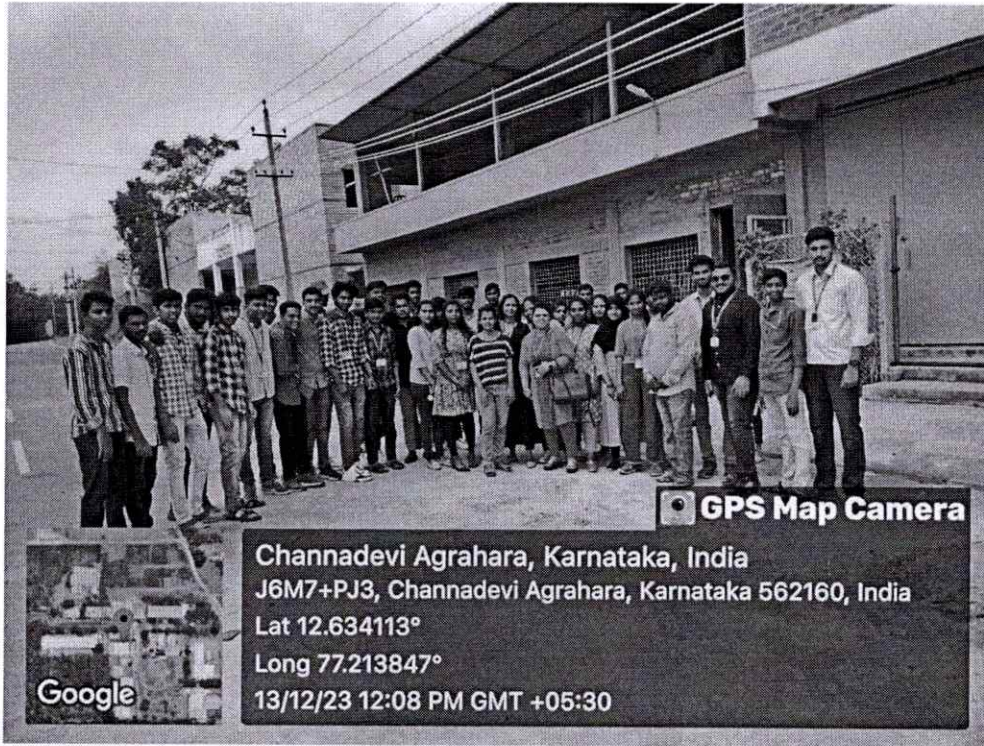 GPS Map Camera
Channadevi Agrahara, Karnataka, India
J6M7+PJ3, Channadevi Agrahara, Karnataka 562160, India
Lat 12.634113°
Long 77.213847°
13/12/23 12:08 PM GMT +05:30
Google